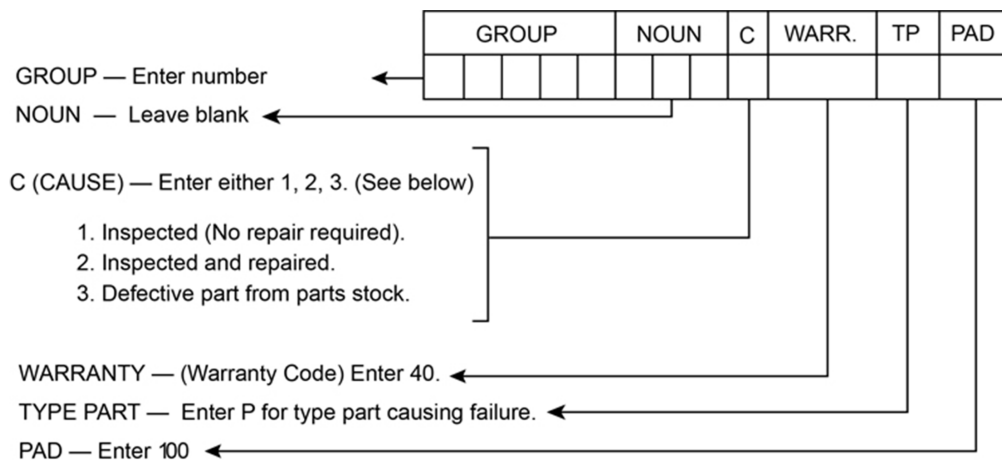 GROUP NOUN C WARR. TP PAD
GROUP — Enter number
NOUN — Leave blank
C (CAUSE) — Enter either 1, 2, 3. (See below)
1. Inspected (No repair required).
2. Inspected and repaired.
3. Defective part from parts stock.
WARRANTY — (Warranty Code) Enter 40.
TYPE PART — Enter P for type part causing failure.
PAD — Enter 100